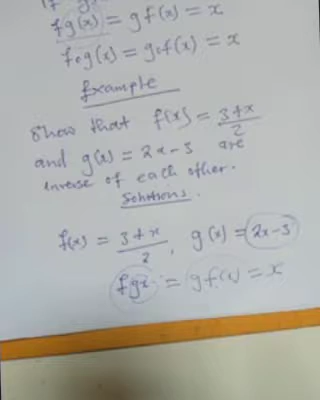 fg(x) = gf(x) = x
fog(x) = gof(x) = x
Example
Show that f(x) = 3+x/2
and g(x) = 2x-3 are
inverse of each other.
Solutions.
f(x) = 3+x/2, g(x) = 2x-3
fgx = gf(x) = x